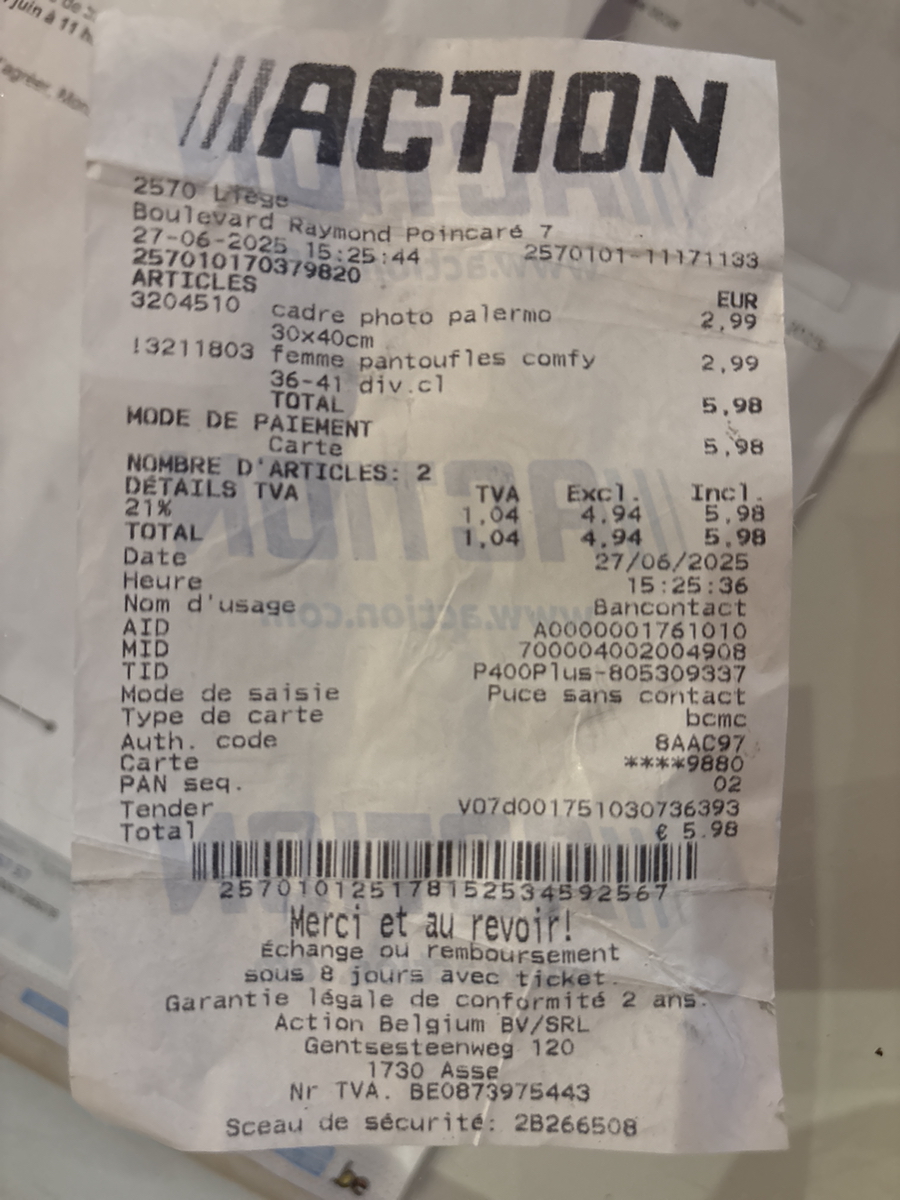 juin à 11 h
'agréer, Mon
///ACTION
2570 Liège
Boulevard Raymond Poincaré 7
27-06-2025 15:25:44 2570101-11171133
257010170379820
ARTICLES EUR
3204510 cadre photo palermo 2,99
30x40cm
!3211803 femme pantoufles comfy 2,99
36-41 div.cl
TOTAL 5,98
MODE DE PAIEMENT
Carte 5,98
NOMBRE D'ARTICLES: 2
DÉTAILS TVA TVA Excl. Incl.
21% 1,04 4,94 5,98
TOTAL 1,04 4,94 5,98
Date 27/06/2025
Heure 15:25:36
Nom d'usage Bancontact
AID A0000001761010
MID 700004002004908
TID P400Plus-805309337
Mode de saisie Puce sans contact
Type de carte bcmc
Auth. code 8AAC97
Carte ****9880
PAN seq. 02
Tender V07d001751030736393
Total € 5.98
257010125178152534592567
Merci et au revoir!
Échange ou remboursement
sous 8 jours avec ticket.
Garantie légale de conformité 2 ans.
Action Belgium BV/SRL
Gentsesteenweg 120
1730 Asse
Nr TVA. BE0873975443
Sceau de sécurité: 2B266508
be